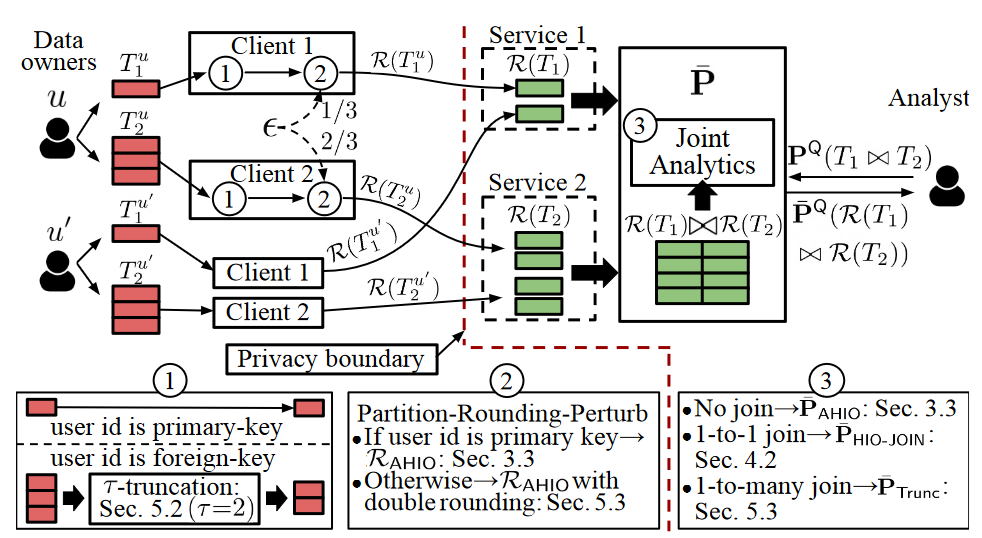 Data
owners
u
T_1^u
T_2^u
Client 1
1
2
R(T_1^u)
ϵ
1/3
2/3
Client 2
1
2
R(T_2^u)
u′
T_1^{u′}
T_2^{u′}
Client 1
R(T_1^{u′})
Client 2
R(T_2^{u′})
Privacy boundary
Service 1
R(T_1)
Service 2
R(T_2)
P̄
3
Joint
Analytics
R(T_1)⋈R(T_2)
Analyst
P^Q(T_1 ⋈ T_2)
P̄^Q(R(T_1)
⋈ R(T_2))
1
user id is primary-key
user id is foreign-key
τ-truncation:
Sec. 5.2 (τ=2)
2
Partition-Rounding-Perturb
•If user id is primary key→
R_AHIO: Sec. 3.3
•Otherwise→R_AHIO with
double rounding: Sec. 5.3
3
•No join→P̄_AHIO: Sec. 3.3
•1-to-1 join→P̄_HIO-JOIN:
Sec. 4.2
•1-to-many join→P̄_Trunc:
Sec. 5.3